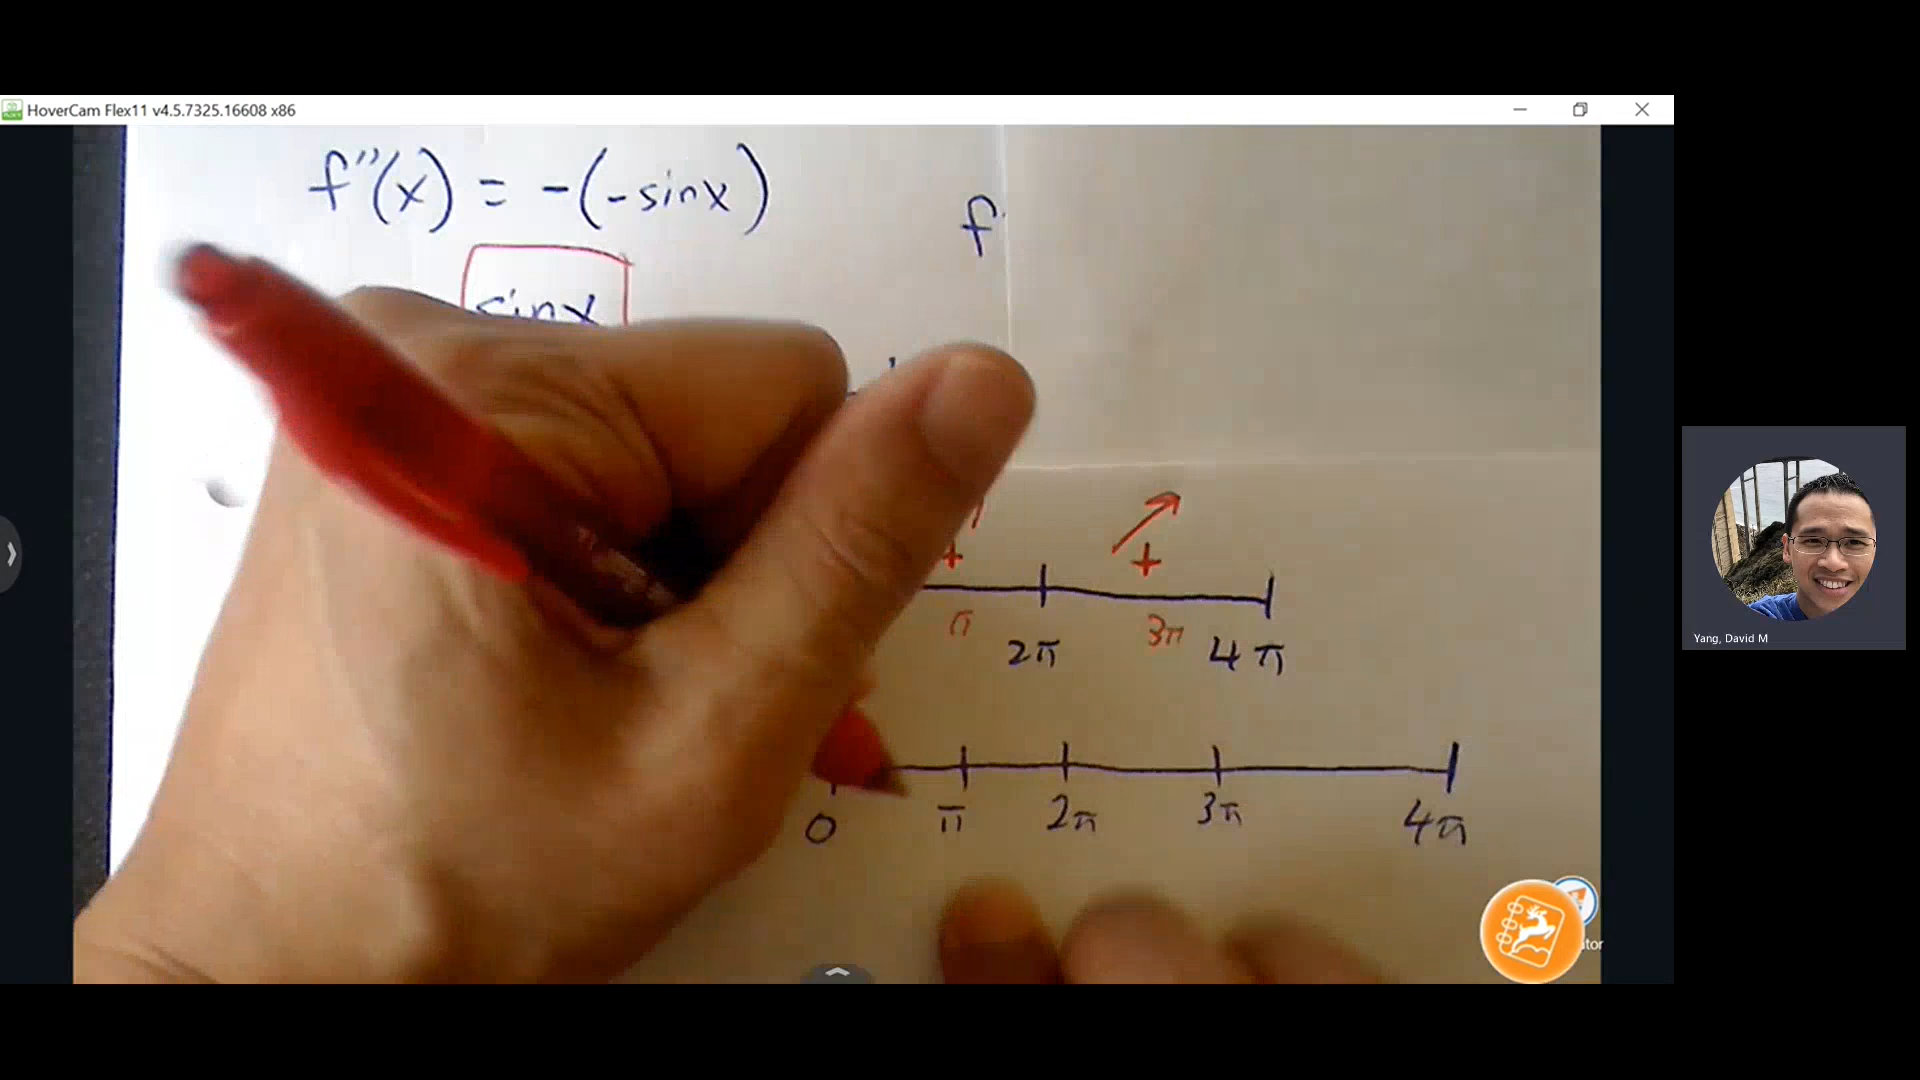 HoverCam Flex11 v4.5.7325.16608 x86
f''(x) = -(-sinx)
f'
sinx
+ +
π 3π
2π 4π
0 π 2π 3π 4π
Yang, David M